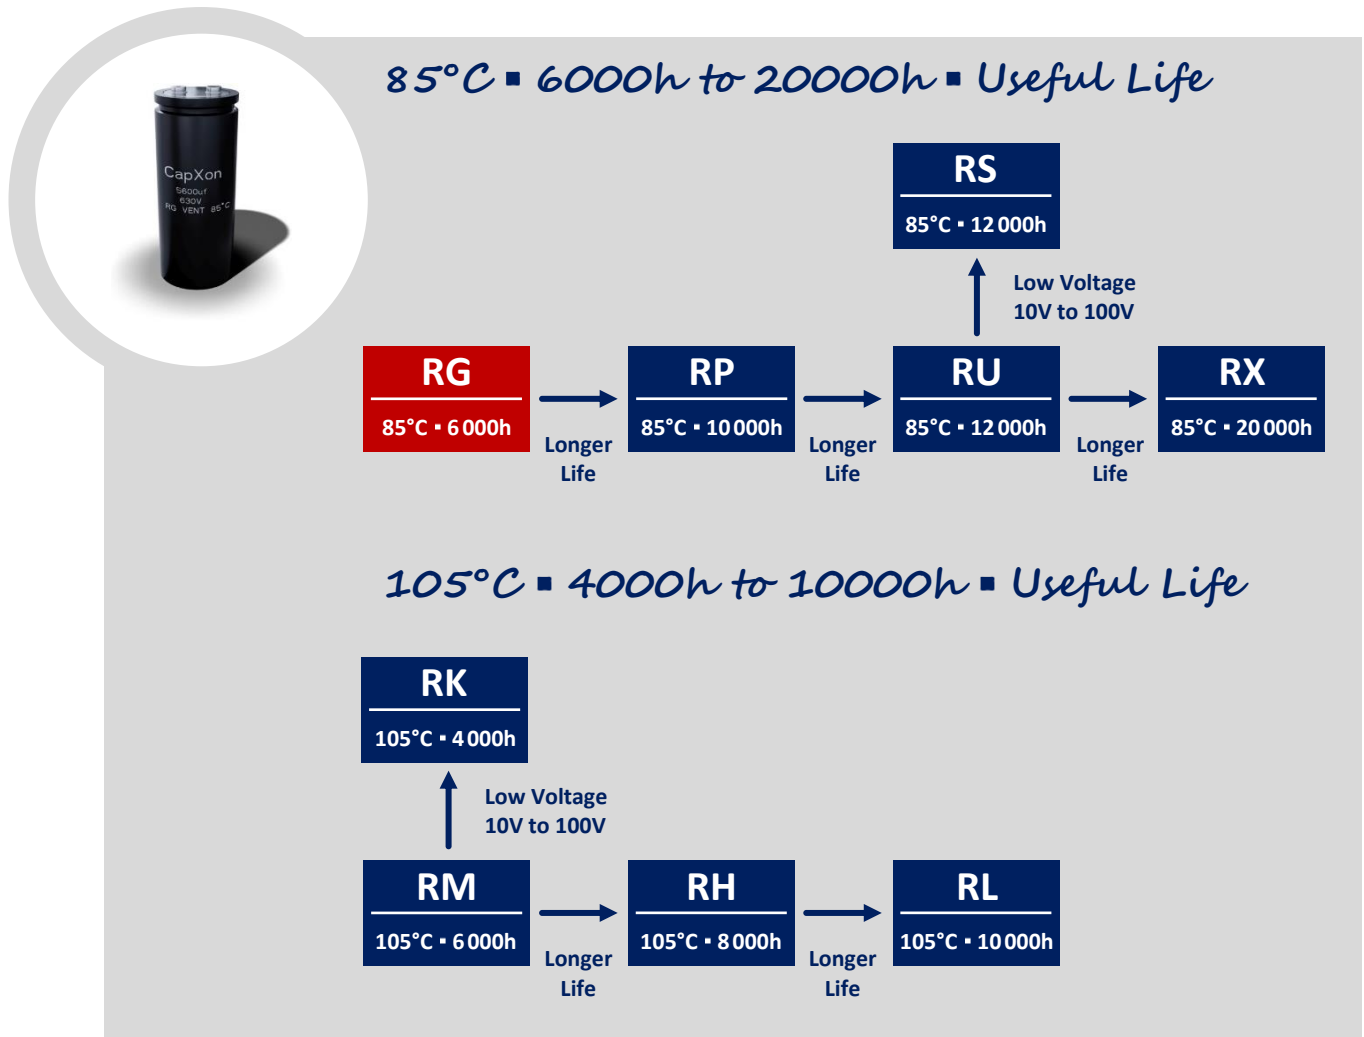 85°C ▪ 6000h to 20000h ▪ Useful Life
CapXon
5600uf
630V
RG VENT 85°C
RS
85°C ▪ 12 000h
Low Voltage
10V to 100V
RG
85°C ▪ 6 000h
Longer
Life
RP
85°C ▪ 10 000h
Longer
Life
RU
85°C ▪ 12 000h
Longer
Life
RX
85°C ▪ 20 000h
105°C ▪ 4000h to 10000h ▪ Useful Life
RK
105°C ▪ 4 000h
Low Voltage
10V to 100V
RM
105°C ▪ 6 000h
Longer
Life
RH
105°C ▪ 8 000h
Longer
Life
RL
105°C ▪ 10 000h